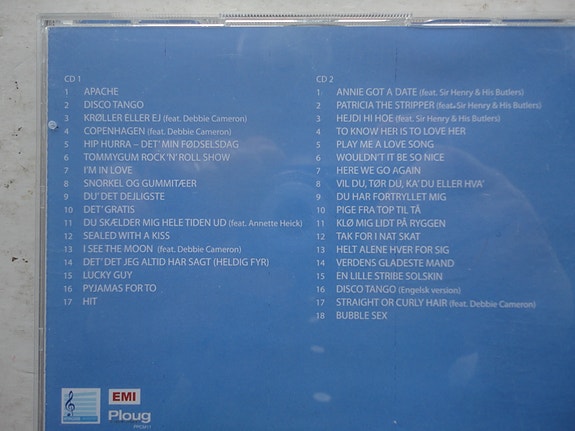 CD 1
1 APACHE
2 DISCO TANGO
3 KRØLLER ELLER EJ (feat. Debbie Cameron)
4 COPENHAGEN (feat. Debbie Cameron)
5 HIP HURRA – DET' MIN FØDSELSDAG
6 TOMMYGUM ROCK 'N' ROLL SHOW
7 I'M IN LOVE
8 SNORKEL OG GUMMITÆER
9 DU' DET DEJLIGSTE
10 DET' GRATIS
11 DU SKÆLDER MIG HELE TIDEN UD (feat. Annette Heick)
12 SEALED WITH A KISS
13 I SEE THE MOON (feat. Debbie Cameron)
14 DET' DET JEG ALTID HAR SAGT (HELDIG FYR)
15 LUCKY GUY
16 PYJAMAS FOR TO
17 HIT
CD 2
1 ANNIE GOT A DATE (feat. Sir Henry & His Butlers)
2 PATRICIA THE STRIPPER (feat. Sir Henry & His Butlers)
3 HEJDI HI HOE (feat. Sir Henry & His Butlers)
4 TO KNOW HER IS TO LOVE HER
5 PLAY ME A LOVE SONG
6 WOULDN'T IT BE SO NICE
7 HERE WE GO AGAIN
8 VIL DU, TØR DU, KA' DU ELLER HVA'
9 DU HAR FORTRYLLET MIG
10 PIGE FRA TOP TIL TÅ
11 KLØ MIG LIDT PÅ RYGGEN
12 TAK FOR I NAT SKAT
13 HELT ALENE HVER FOR SIG
14 VERDENS GLADESTE MAND
15 EN LILLE STRIBE SOLSKIN
16 DISCO TANGO (Engelsk version)
17 STRAIGHT OR CURLY HAIR (feat. Debbie Cameron)
18 BUBBLE SEX
EMI
Ploug